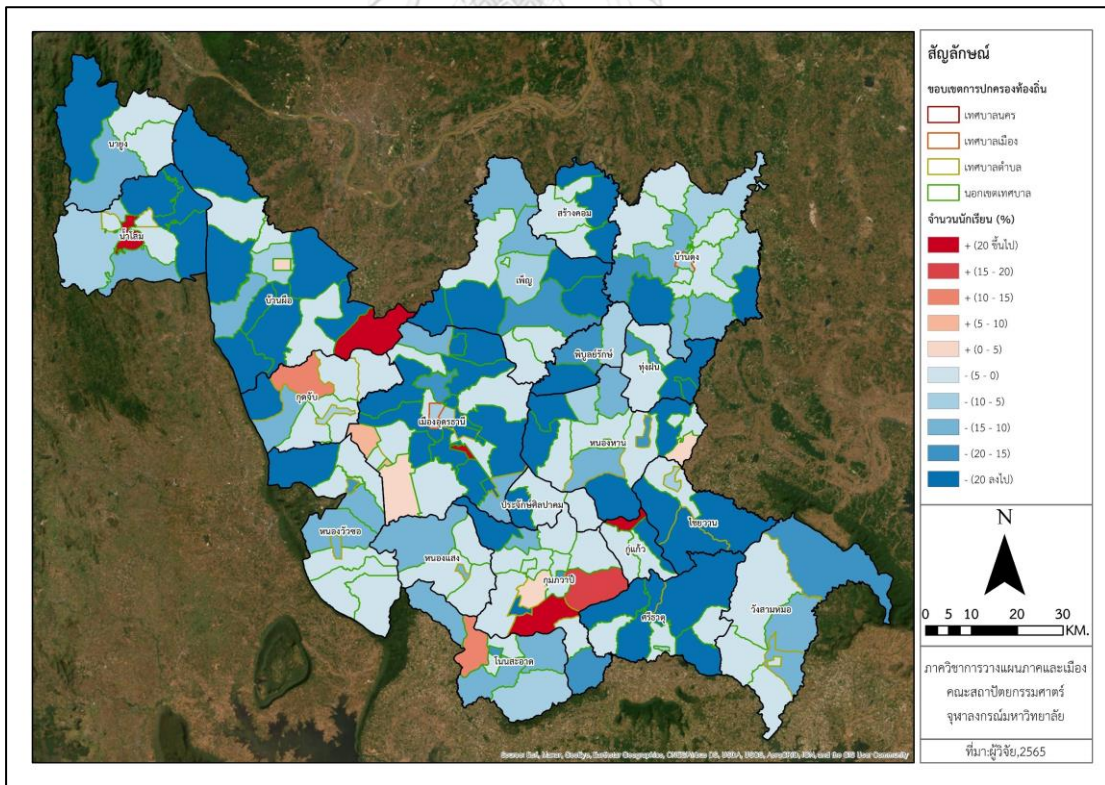 นายูง
น้ำโสม
บ้านผือ
สร้างคอม
เพ็ญ
บ้านดุง
พิบูลย์รักษ์
ทุ่งฝน
กุดจับ
เมืองอุดรธานี
หนองหาน
ประจักษ์ศิลปาคม
ไชยวาน
หนองวัวซอ
หนองแสง
กู่แก้ว
กุมภวาปี
ศรีธาตุ
วังสามหมอ
โนนสะอาด
สัญลักษณ์
ขอบเขตการปกครองท้องถิ่น
เทศบาลนคร
เทศบาลเมือง
เทศบาลตำบล
นอกเขตเทศบาล
จำนวนนักเรียน (%)
+ (20 ขึ้นไป)
+ (15 - 20)
+ (10 - 15)
+ (5 - 10)
+ (0 - 5)
- (5 - 0)
- (10 - 5)
- (15 - 10)
- (20 - 15)
- (20 ลงไป)
N
0 5 10 20 30
KM.
ภาควิชาการวางแผนภาคและเมือง
คณะสถาปัตยกรรมศาตร์
จุฬาลงกรณ์มหาวิทยาลัย
ที่มา:ผู้วิจัย,2565